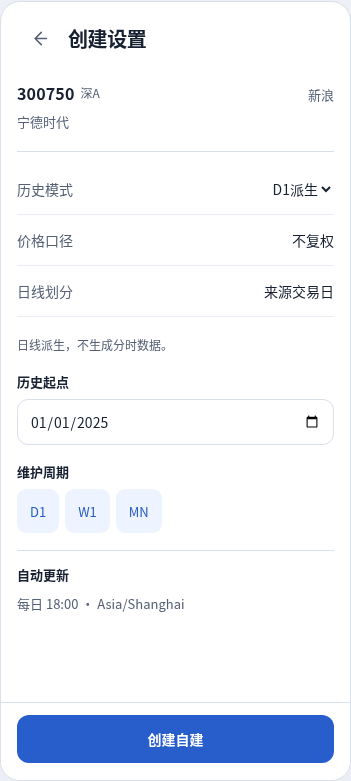 创建设置
300750 深A 新浪
宁德时代
历史模式 D1派生
价格口径 不复权
日线划分 来源交易日
日线派生，不生成分时数据。
历史起点
01/01/2025
维护周期
D1 W1 MN
自动更新
每日 18:00 · Asia/Shanghai
创建自建